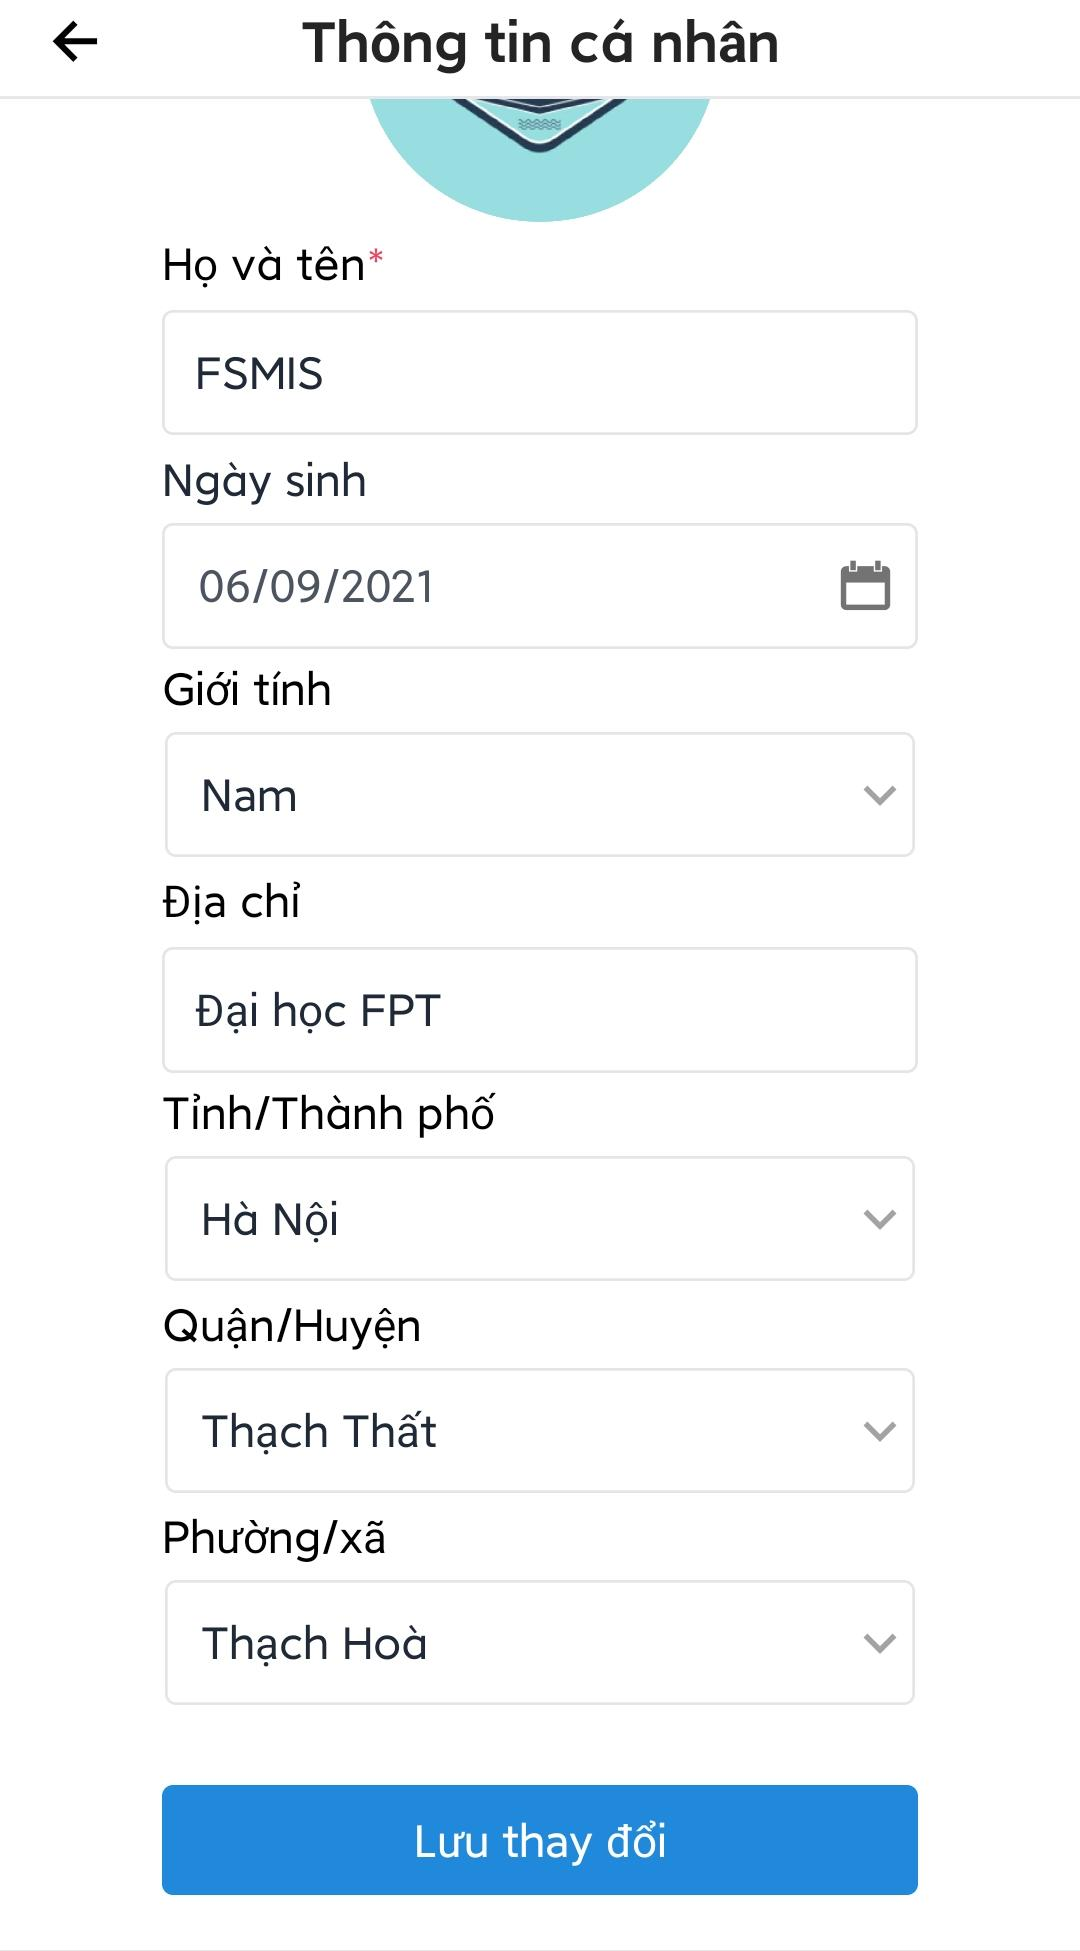 Thông tin cá nhân
Họ và tên*
FSMIS
Ngày sinh
06/09/2021
Giới tính
Nam
Địa chỉ
Đại học FPT
Tỉnh/Thành phố
Hà Nội
Quận/Huyện
Thạch Thất
Phường/xã
Thạch Hoà
Lưu thay đổi